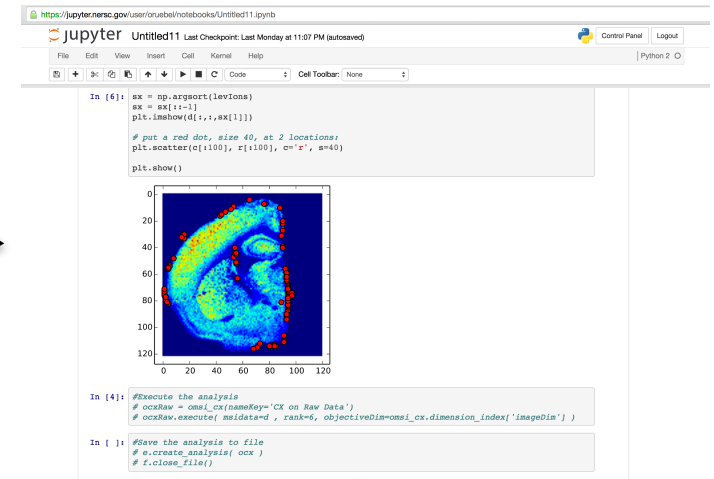 https://jupyter.nersc.gov/user/oruebel/notebooks/Untitled11.ipynb
jupyter Untitled11 Last Checkpoint: Last Monday at 11:07 PM (autosaved)
Control Panel Logout
File Edit View Insert Cell Kernel Help
Python 2
Code Cell Toolbar: None
In [6]: sx = np.argsort(levIons)
sx = sx[::-1]
plt.imshow(d[:,:,sx[1]])
# put a red dot, size 40, at 2 locations:
plt.scatter(c[:100], r[:100], c='r', s=40)
plt.show()
0
20
40
60
80
100
120
0 20 40 60 80 100 120
In [4]: #Execute the analysis
# ocxRaw = omsi_cx(nameKey='CX on Raw Data')
# ocxRaw.execute( msidata=d , rank=6, objectiveDim=omsi_cx.dimension_index['imageDim'] )
In [ ]: #Save the analysis to file
# e.create_analysis( ocx )
# f.close_file()